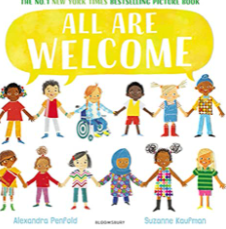 THE NO.1 NEW YORK TIMES BESTSELLING PICTURE BOOK
ALL ARE
WELCOME
Alexandra Penfold BLOOMSBURY Suzanne Kaufman